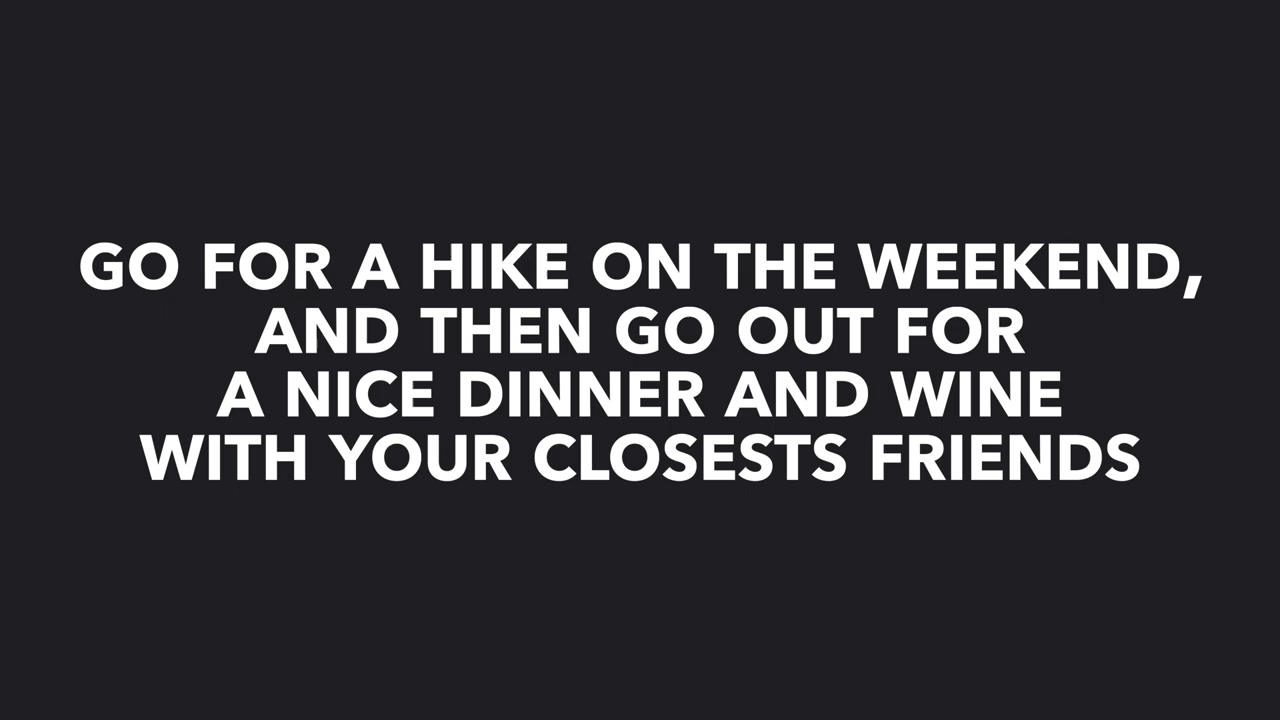 GO FOR A HIKE ON THE WEEKEND,
AND THEN GO OUT FOR
A NICE DINNER AND WINE
WITH YOUR CLOSESTS FRIENDS